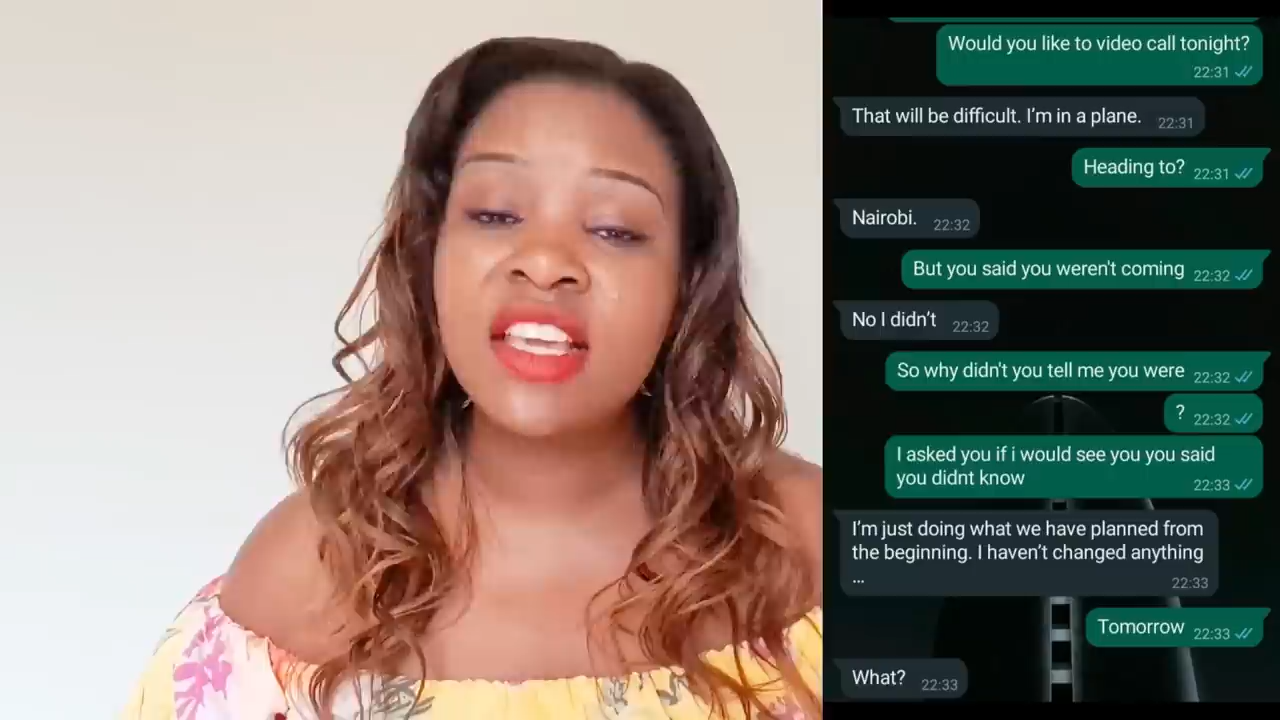 Would you like to video call tonight?
22:31
That will be difficult. I'm in a plane. 22:31
Heading to? 22:31
Nairobi. 22:32
But you said you weren't coming 22:32
No I didn't 22:32
So why didn't you tell me you were 22:32
? 22:32
I asked you if i would see you you said
you didnt know 22:33
I'm just doing what we have planned from
the beginning. I haven't changed anything
... 22:33
Tomorrow 22:33
What? 22:33